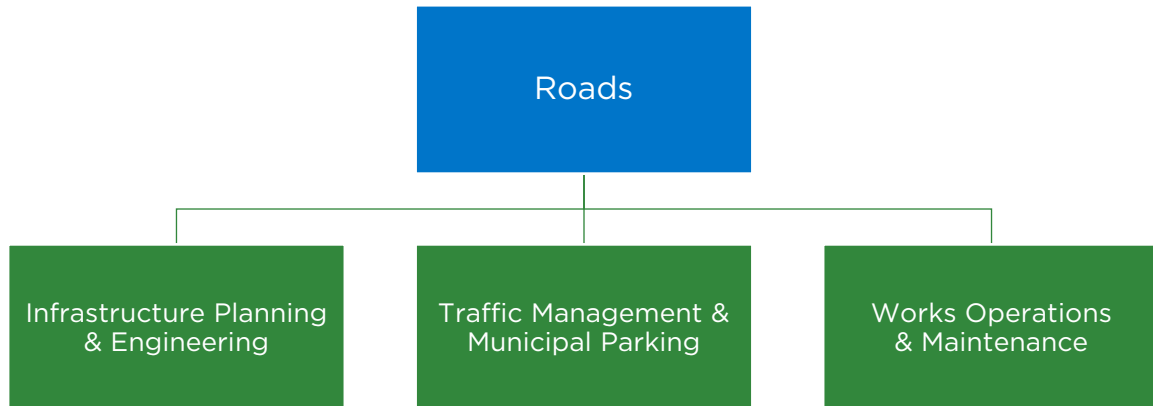 Roads
Infrastructure Planning
& Engineering
Traffic Management &
Municipal Parking
Works Operations
& Maintenance